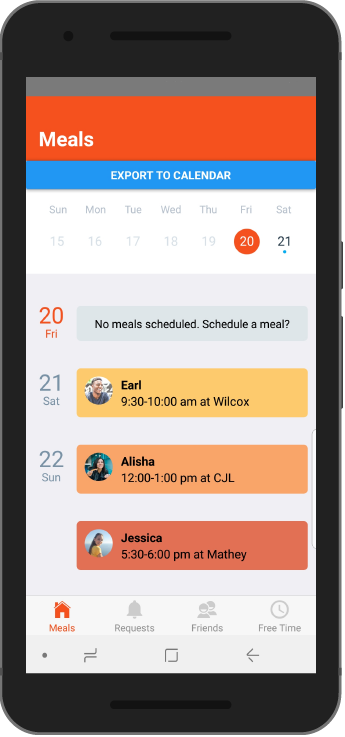 Meals
EXPORT TO CALENDAR
Sun Mon Tue Wed Thu Fri Sat
15 16 17 18 19 20 21
20
Fri
No meals scheduled. Schedule a meal?
21
Sat
Earl
9:30-10:00 am at Wilcox
22
Sun
Alisha
12:00-1:00 pm at CJL
Jessica
5:30-6:00 pm at Mathey
Meals Requests Friends Free Time